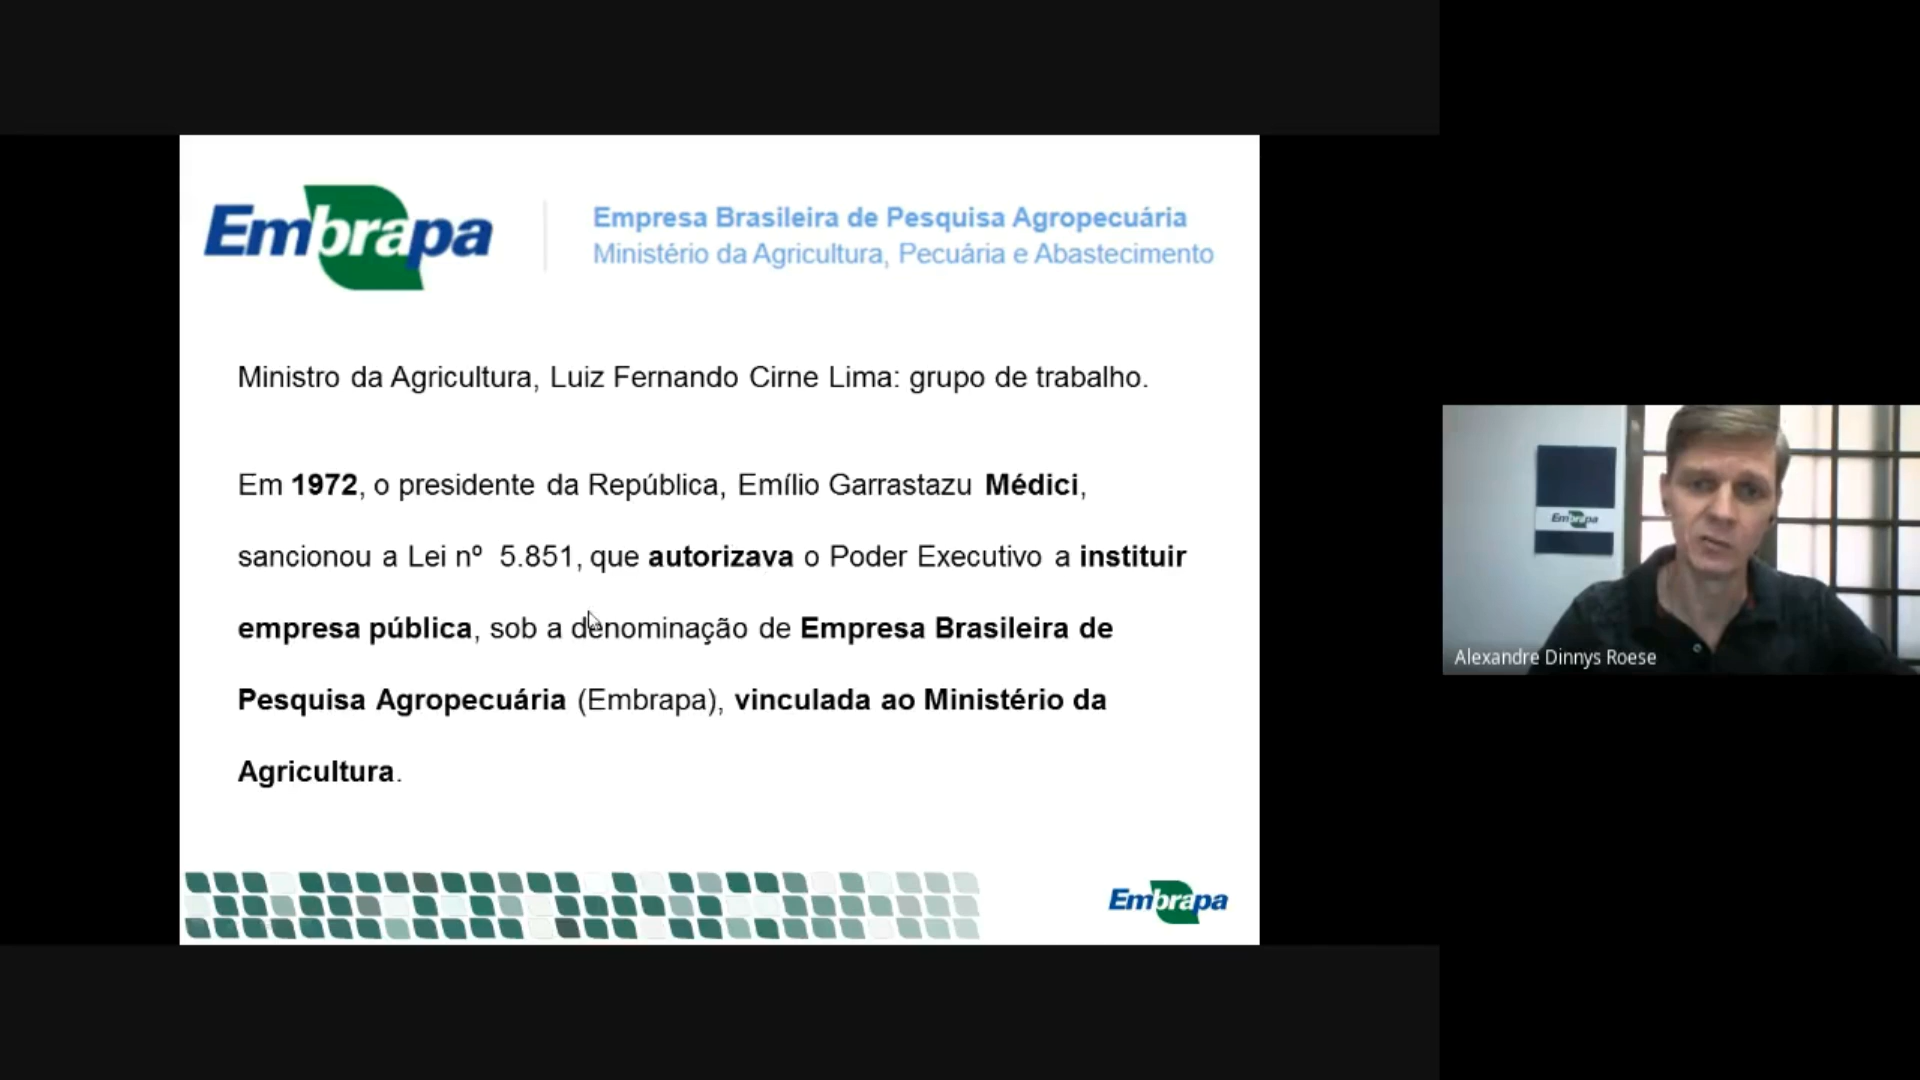 Embrapa
Empresa Brasileira de Pesquisa Agropecuária
Ministério da Agricultura, Pecuária e Abastecimento
Ministro da Agricultura, Luiz Fernando Cirne Lima: grupo de trabalho.
Em 1972, o presidente da República, Emílio Garrastazu Médici,
sancionou a Lei nº 5.851, que autorizava o Poder Executivo a instituir
empresa pública, sob a denominação de Empresa Brasileira de
Pesquisa Agropecuária (Embrapa), vinculada ao Ministério da
Agricultura.
Embrapa
Embrapa
Alexandre Dinnys Roese